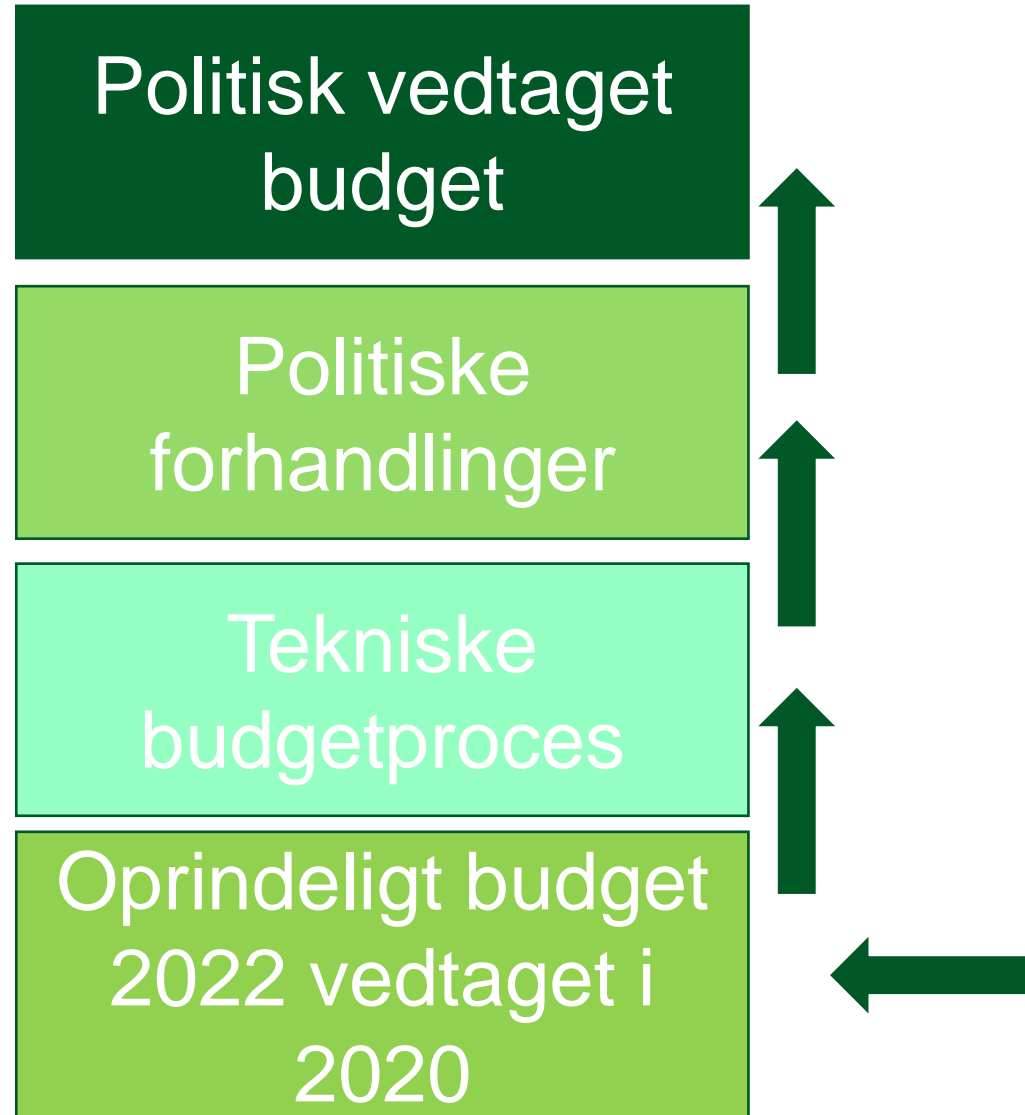 Politisk vedtaget
budget
Politiske
forhandlinger
Tekniske
budgetproces
Oprindeligt budget
2022 vedtaget i
2020